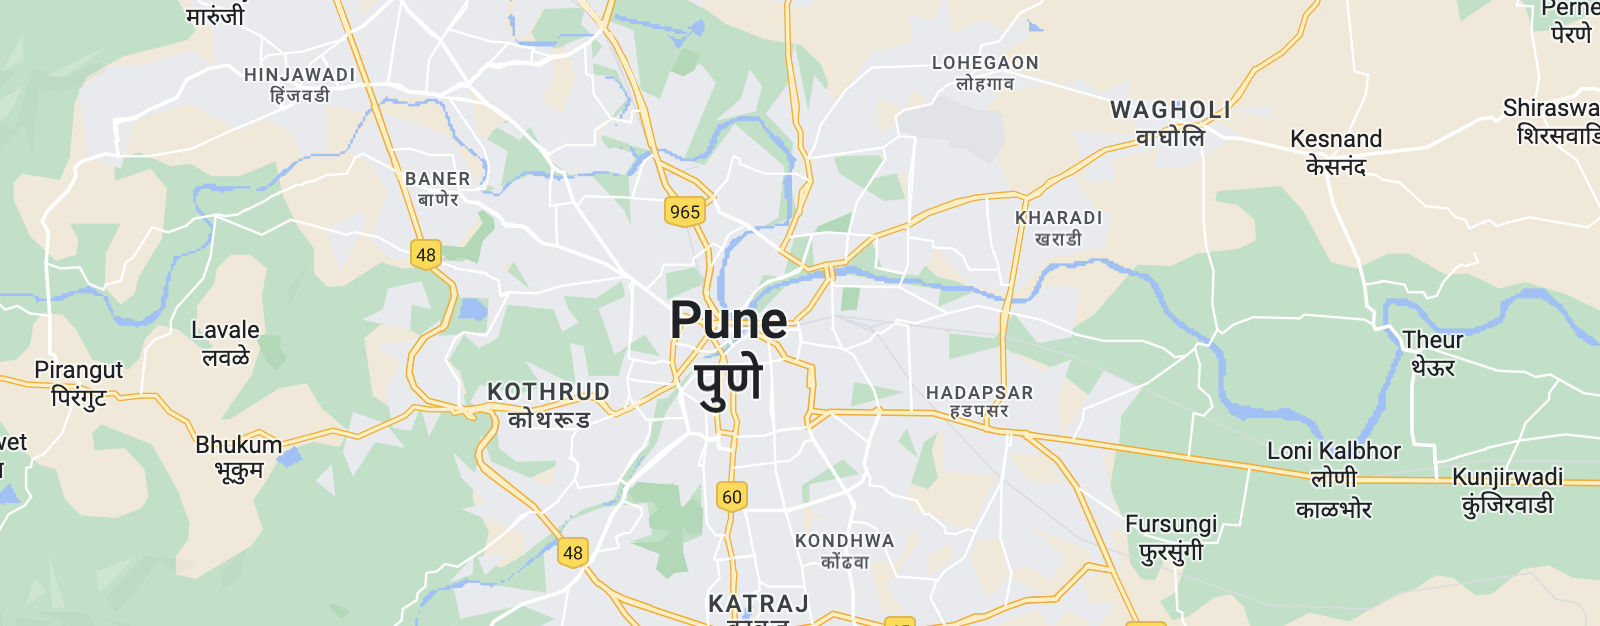 मारुंजी
Perne
पेरणे
HINJAWADI
हिंजवडी
LOHEGAON
लोहगाव
WAGHOLI
वाघोलि
Shiraswa
शिरसवाडि
Kesnand
केसनंद
BANER
बाणेर
965
KHARADI
खराडी
48
Lavale
लवळे
Pune
पुणे
Theur
थेऊर
Pirangut
पिरंगुट
KOTHRUD
कोथरूड
HADAPSAR
हडपसर
Bhukum
भूकुम
Loni Kalbhor
लोणी
काळभोर
Kunjirwadi
कुंजिरवाडी
60
Fursungi
फुरसुंगी
48
KONDHWA
कोंढवा
KATRAJ